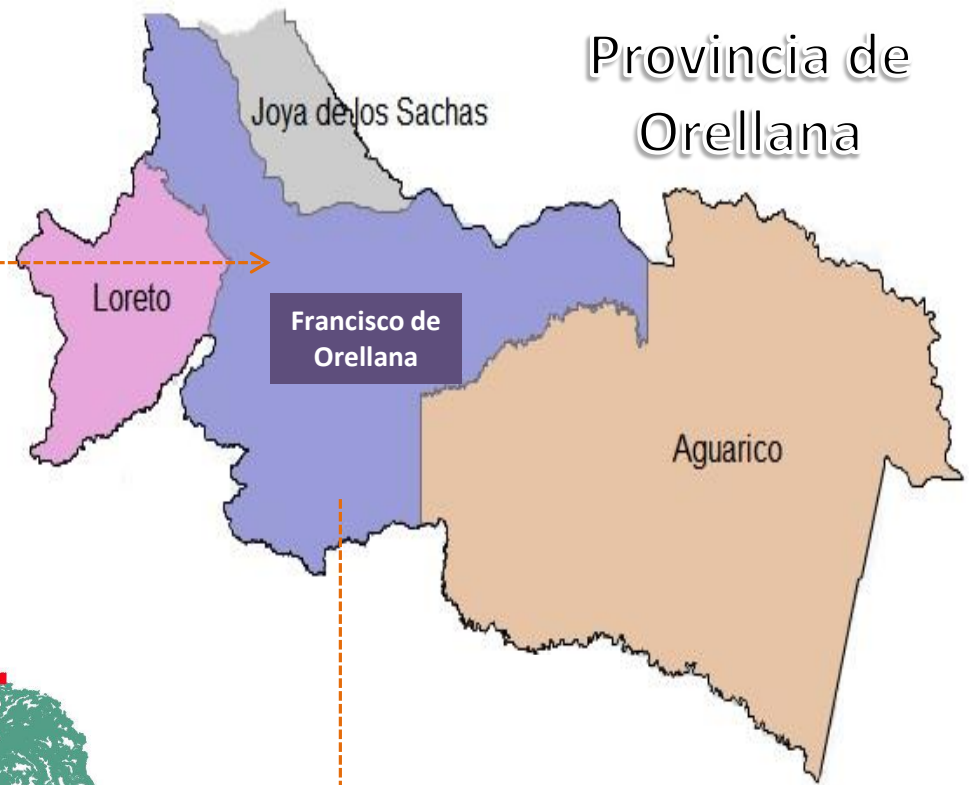 Provincia de
Orellana
Joya de los Sachas
Loreto
Francisco de
Orellana
Aguarico